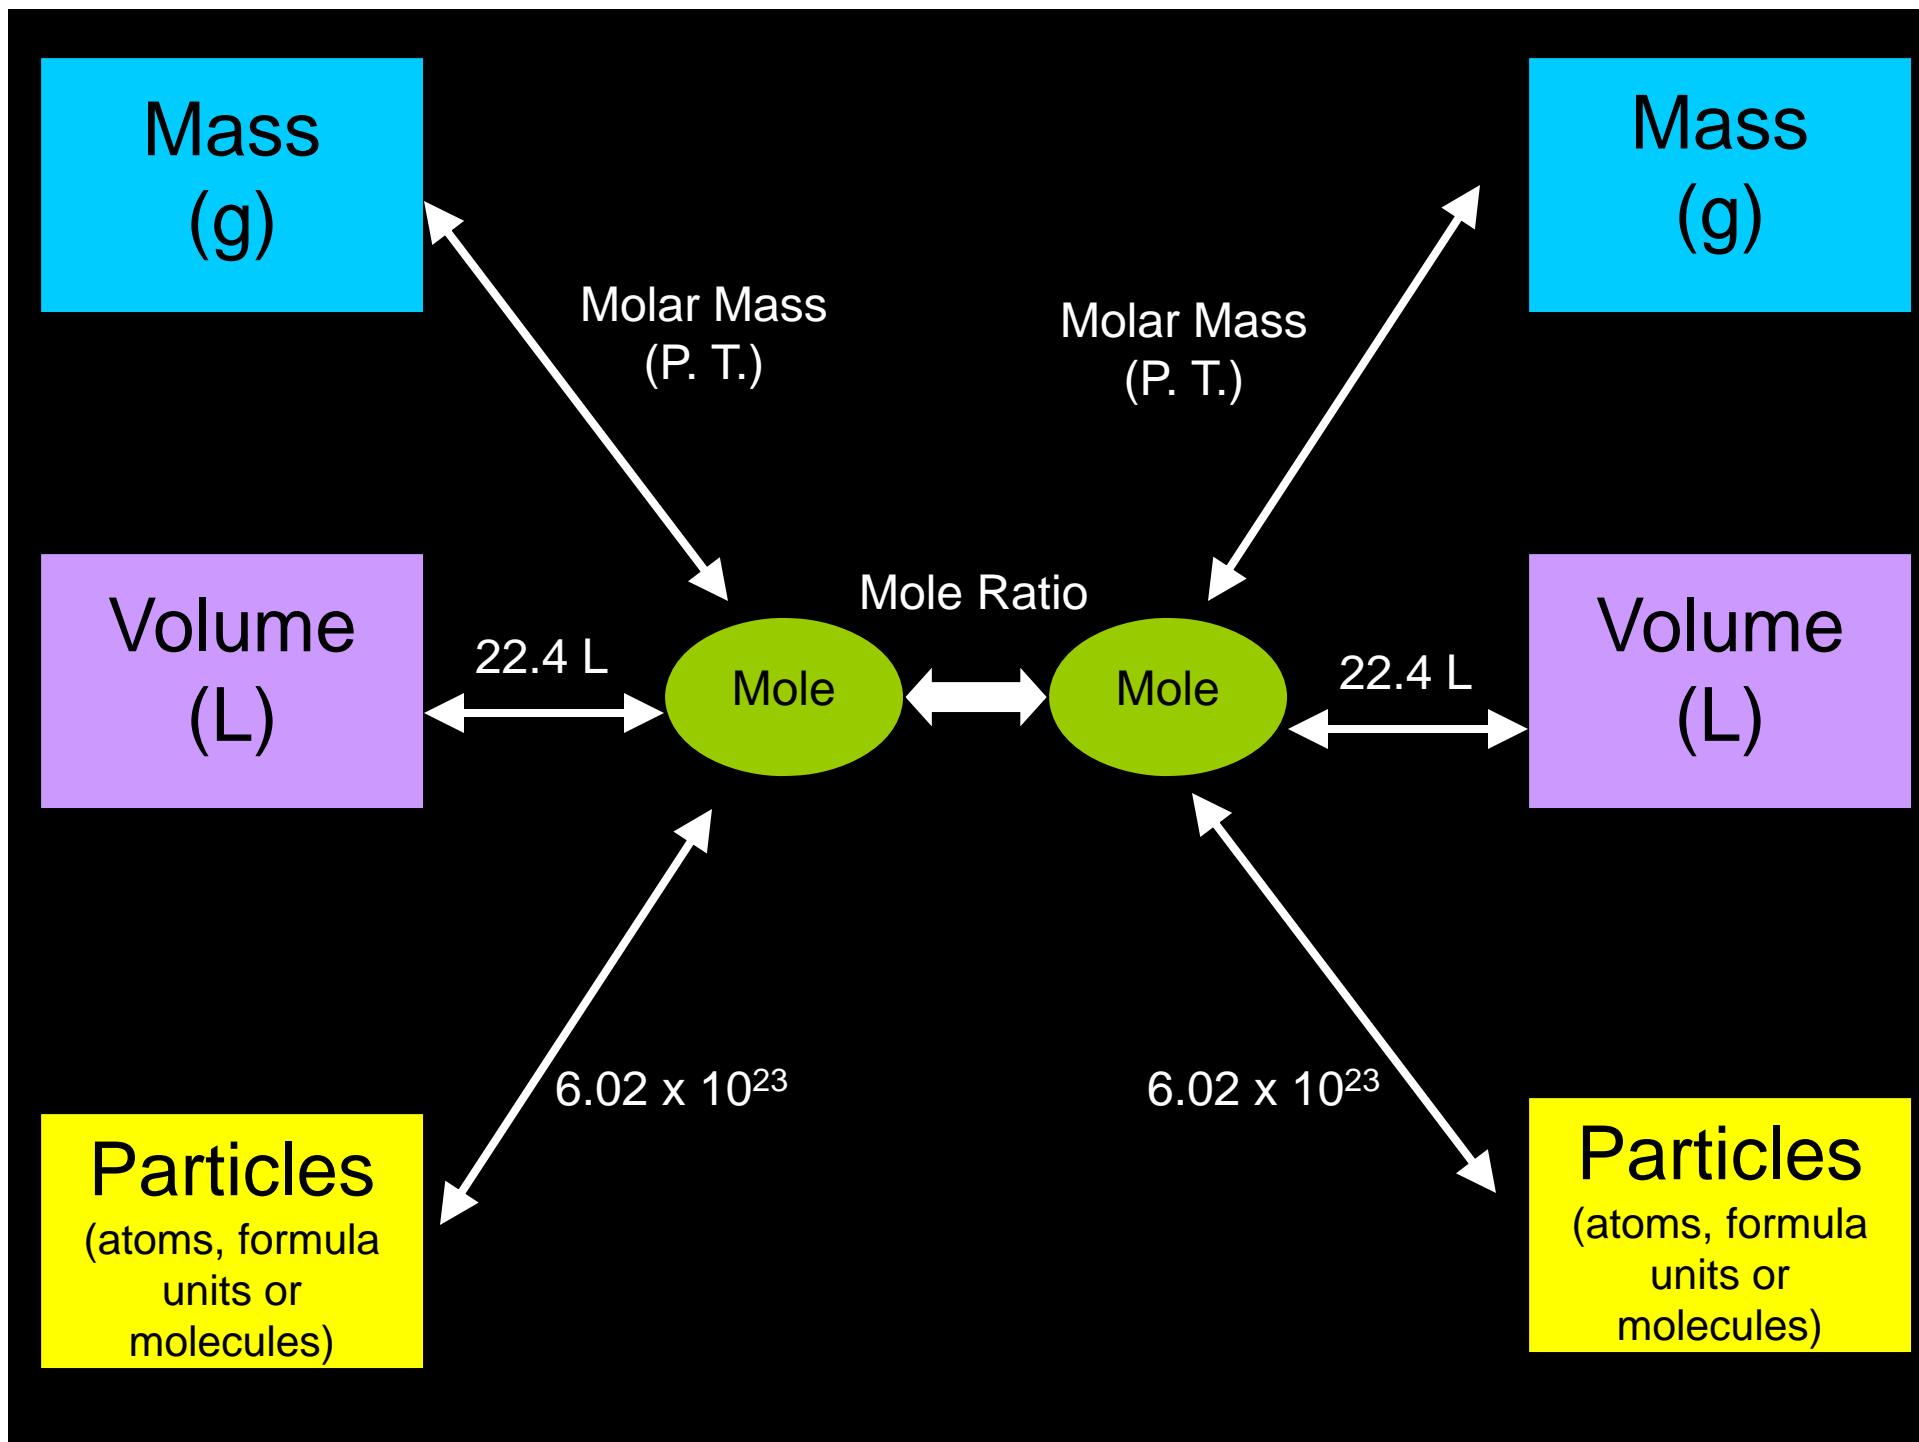 Mass
(g)
Mass
(g)
Molar Mass
(P. T.)
Molar Mass
(P. T.)
Volume
(L)
22.4 L
Mole
Mole Ratio
Mole
22.4 L
Volume
(L)
6.02 x 10²³
6.02 x 10²³
Particles
(atoms, formula
units or
molecules)
Particles
(atoms, formula
units or
molecules)